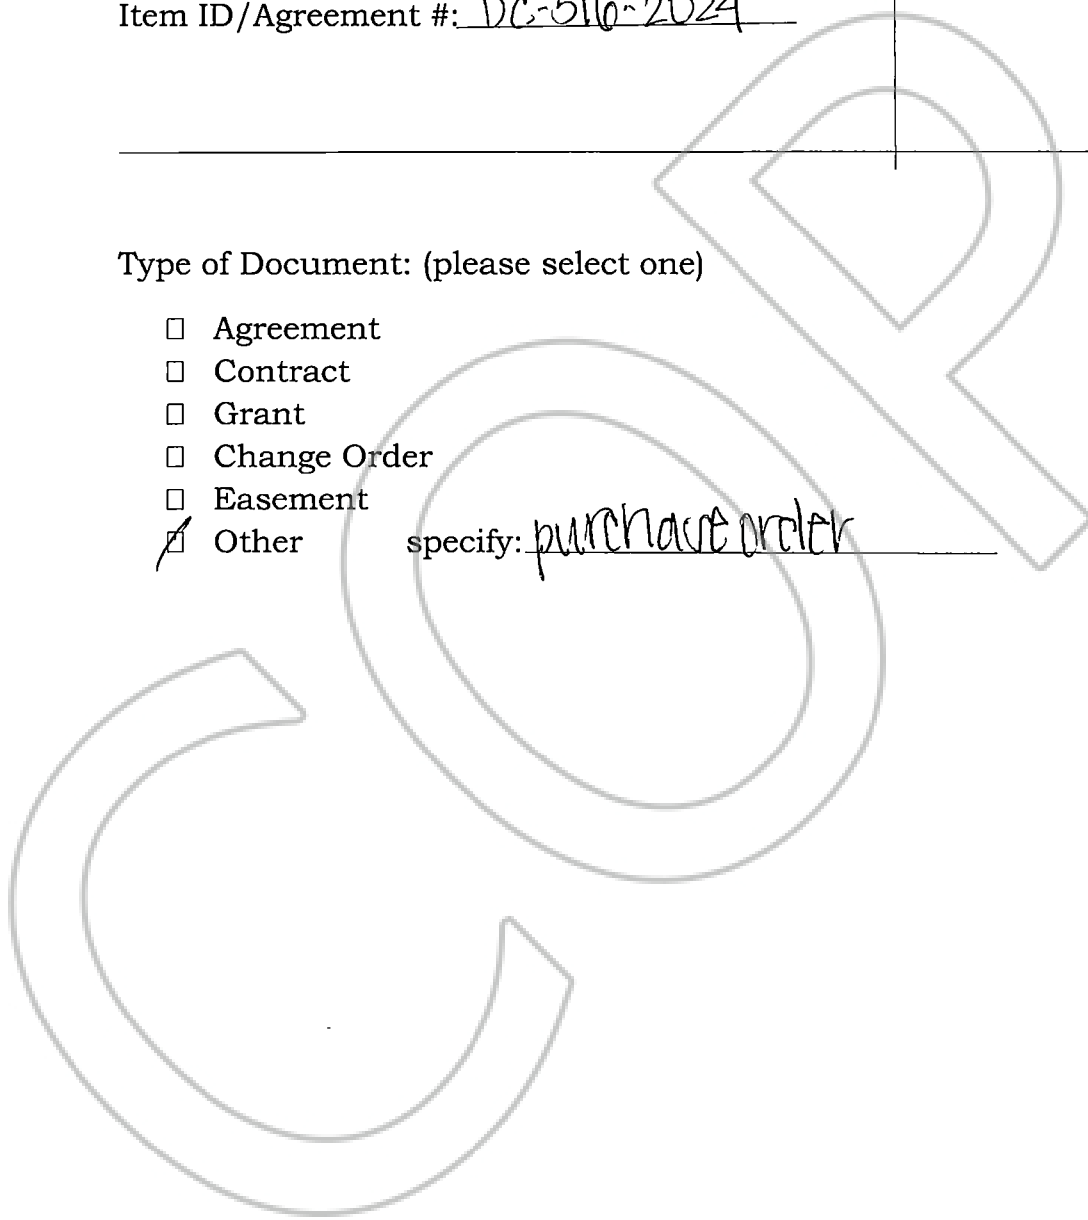 Item ID/Agreement #: DC-516-2024
Type of Document: (please select one)
Agreement
Contract
Grant
Change Order
Easement
Other specify: purchase order
COP